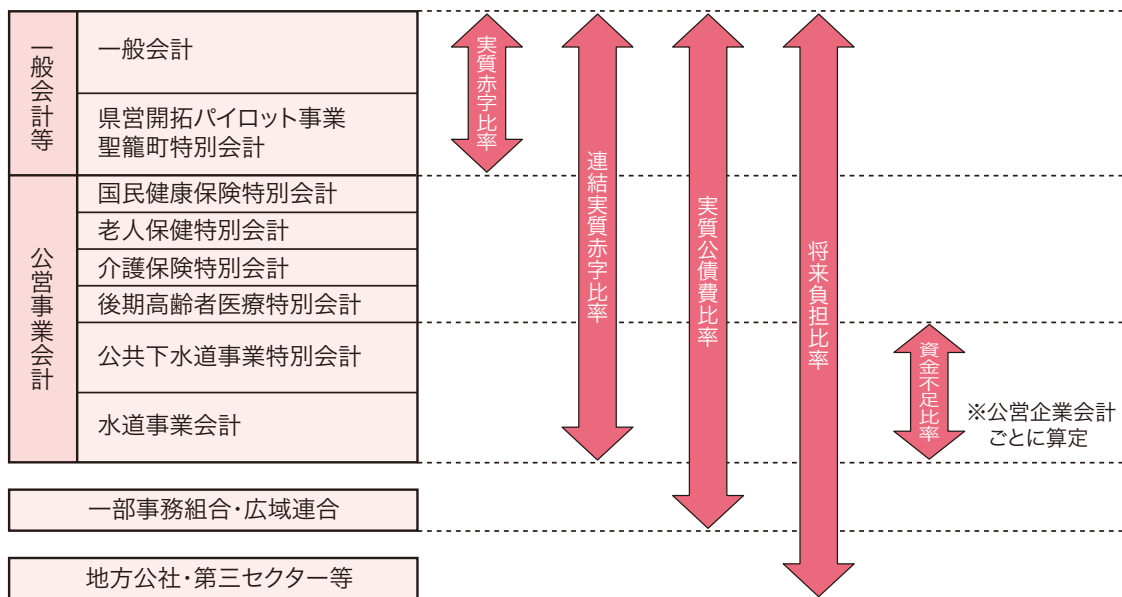 一般会計等
一般会計
県営開拓パイロット事業
聖籠町特別会計
公営事業会計
国民健康保険特別会計
老人保健特別会計
介護保険特別会計
後期高齢者医療特別会計
公共下水道事業特別会計
水道事業会計
一部事務組合・広域連合
地方公社・第三セクター等
実質赤字比率
連結実質赤字比率
実質公債費比率
将来負担比率
資金不足比率
※公営企業会計
ごとに算定